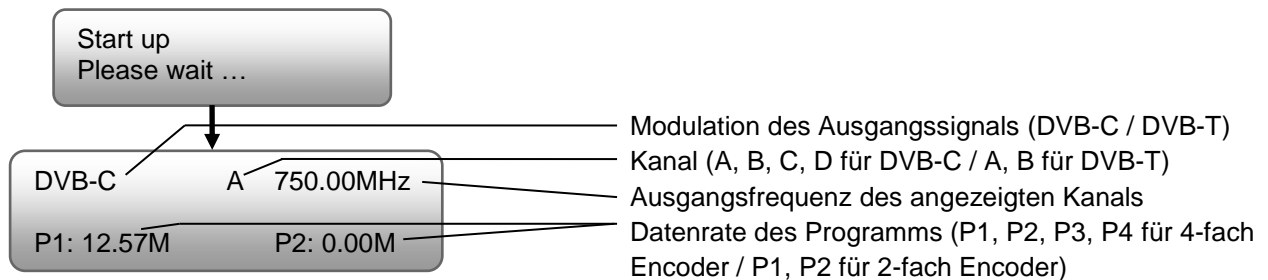 Start up
Please wait …
Modulation des Ausgangssignals (DVB-C / DVB-T)
Kanal (A, B, C, D für DVB-C / A, B für DVB-T)
DVB-C A 750.00MHz
Ausgangsfrequenz des angezeigten Kanals
P1: 12.57M P2: 0.00M
Datenrate des Programms (P1, P2, P3, P4 für 4-fach
Encoder / P1, P2 für 2-fach Encoder)